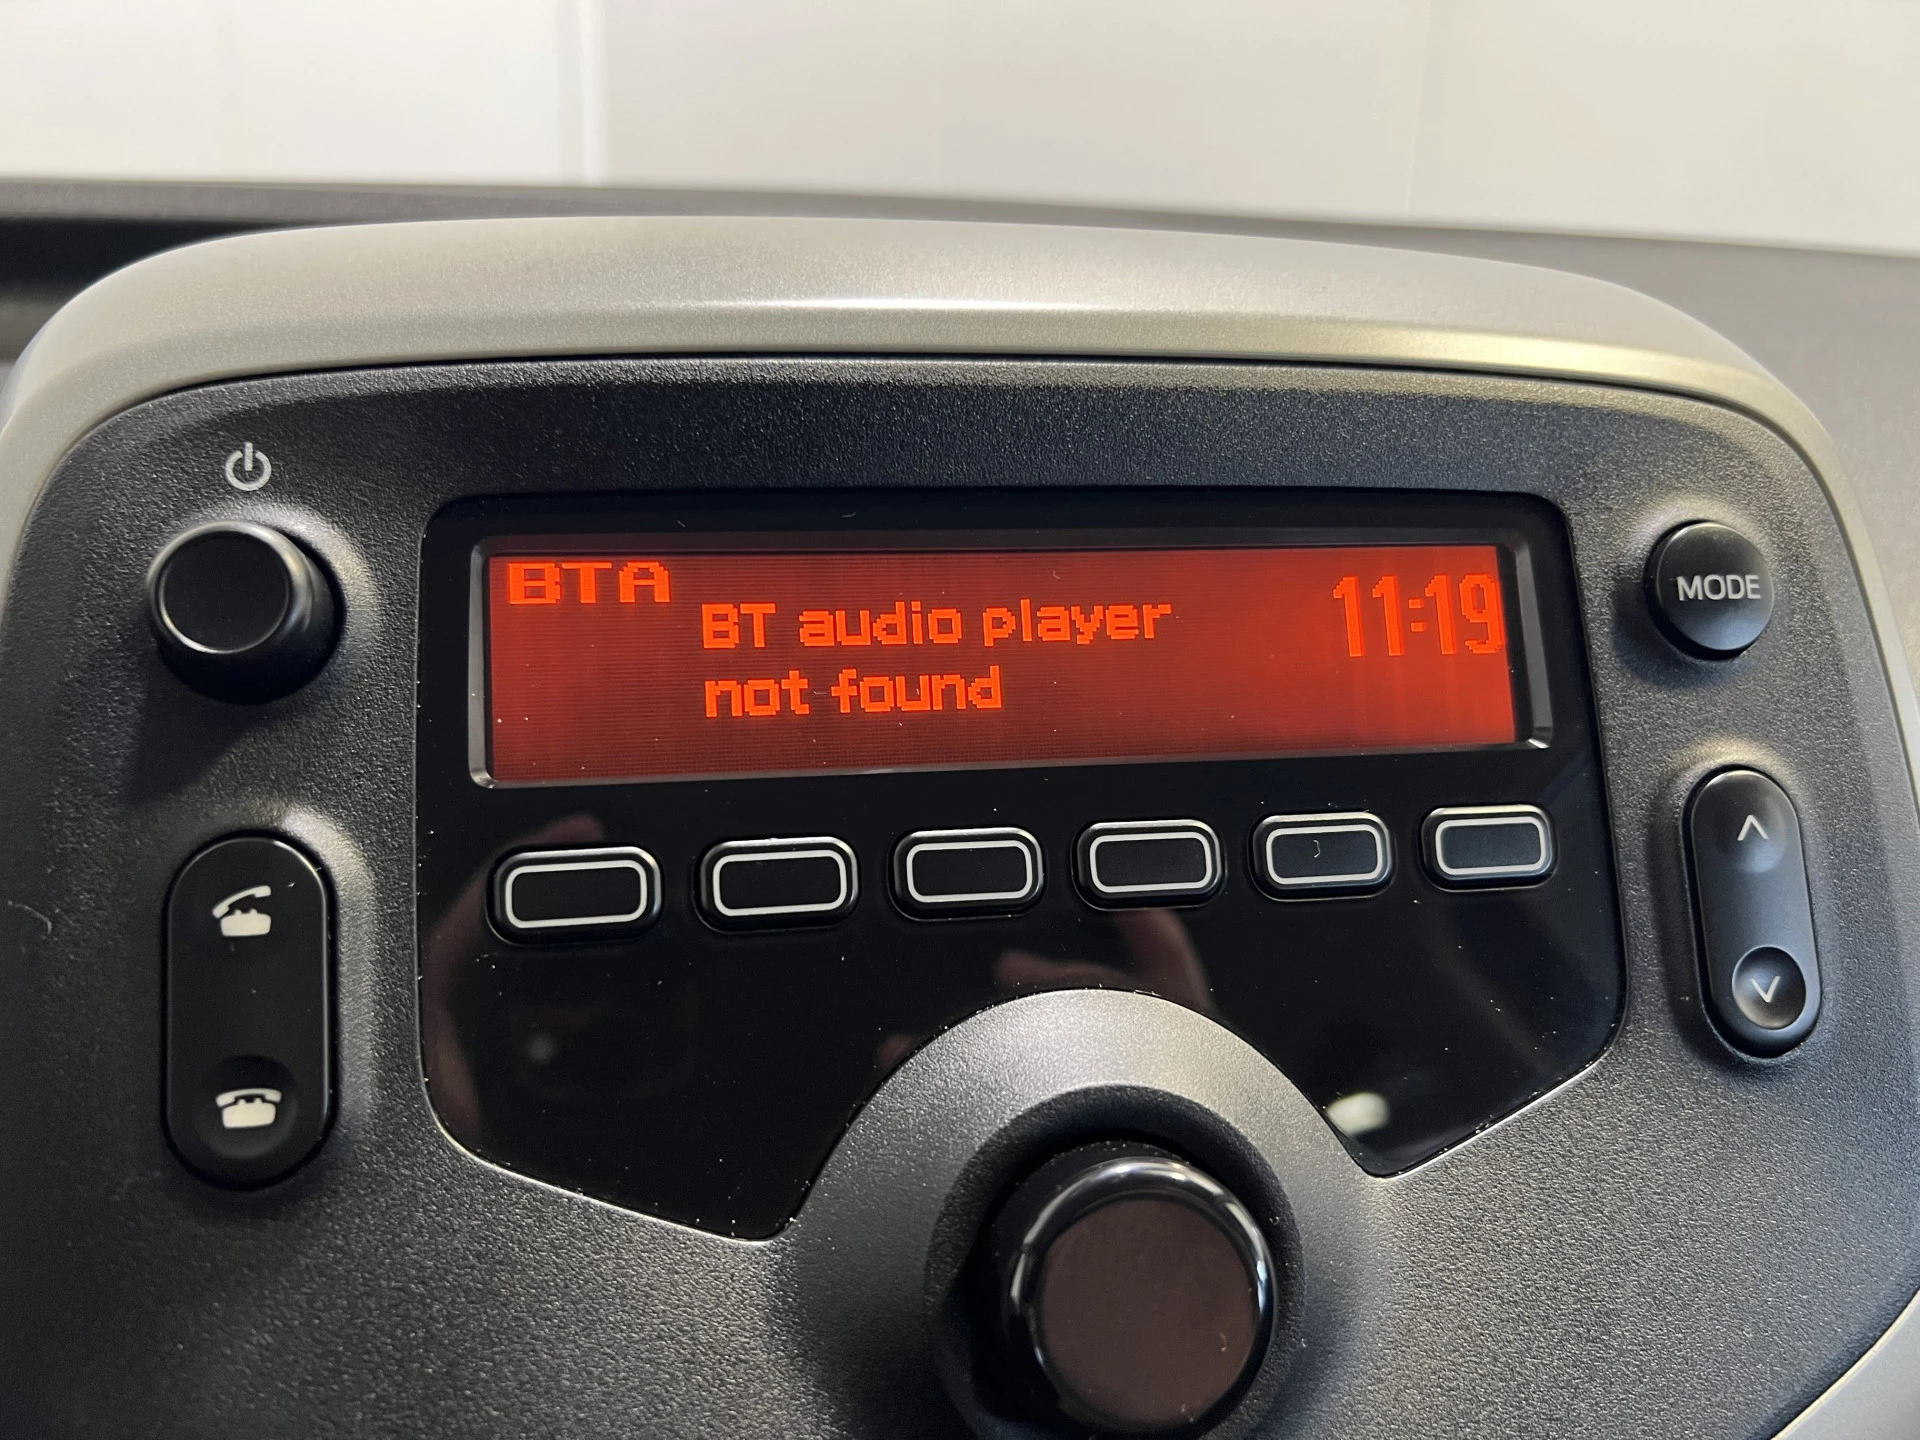 BTA
BT audio player
not found
11:19
MODE